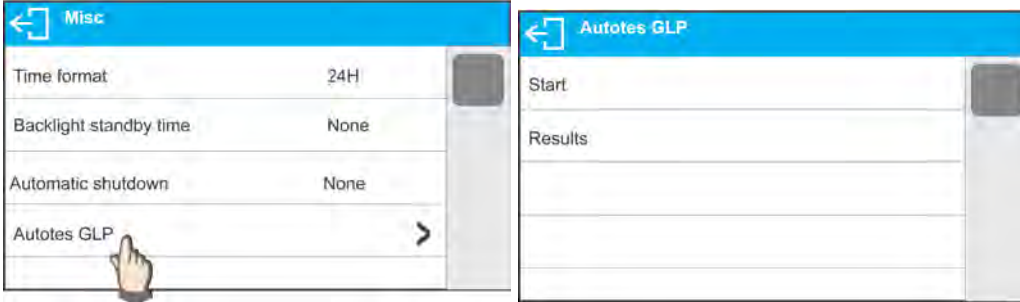 Misc
Time format 24H
Backlight standby time None
Automatic shutdown None
Autotes GLP
Autotes GLP
Start
Results